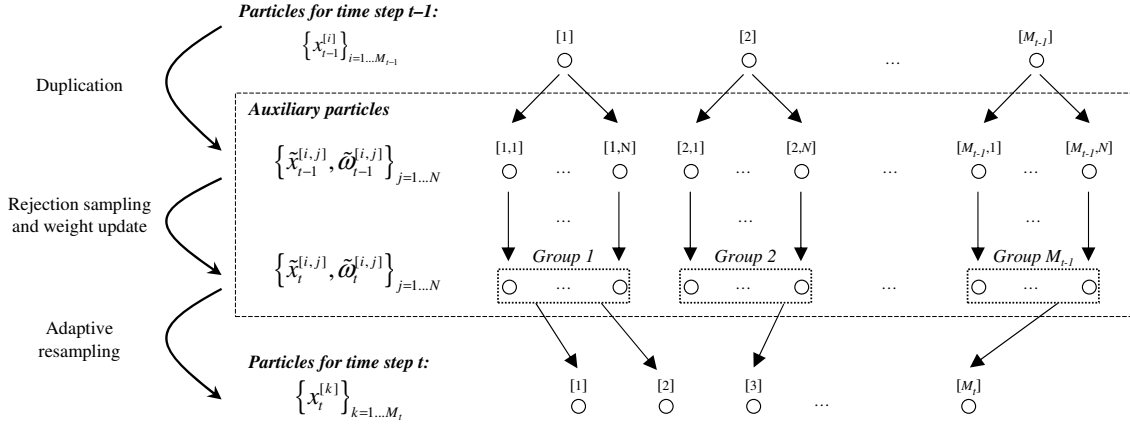 Particles for time step t–1:
{x_{t-1}^{[i]}}_{i=1...M_{t-1}}
[1] [2] ... [M_{t-1}]
Duplication
Auxiliary particles
{x̃_{t-1}^{[i,j]}, ω̃_{t-1}^{[i,j]}}_{j=1...N}
[1,1] [1,N] [2,1] [2,N] [M_{t-1},1] [M_{t-1},N]
... ... ... ...
Rejection sampling
and weight update
... ... ...
Group 1 Group 2 Group M_{t-1}
{x̃_t^{[i,j]}, ω̃_t^{[i,j]}}_{j=1...N}
... ... ... ...
Adaptive
resampling
Particles for time step t:
{x_t^{[k]}}_{k=1...M_t}
[1] [2] [3] [M_t]
...